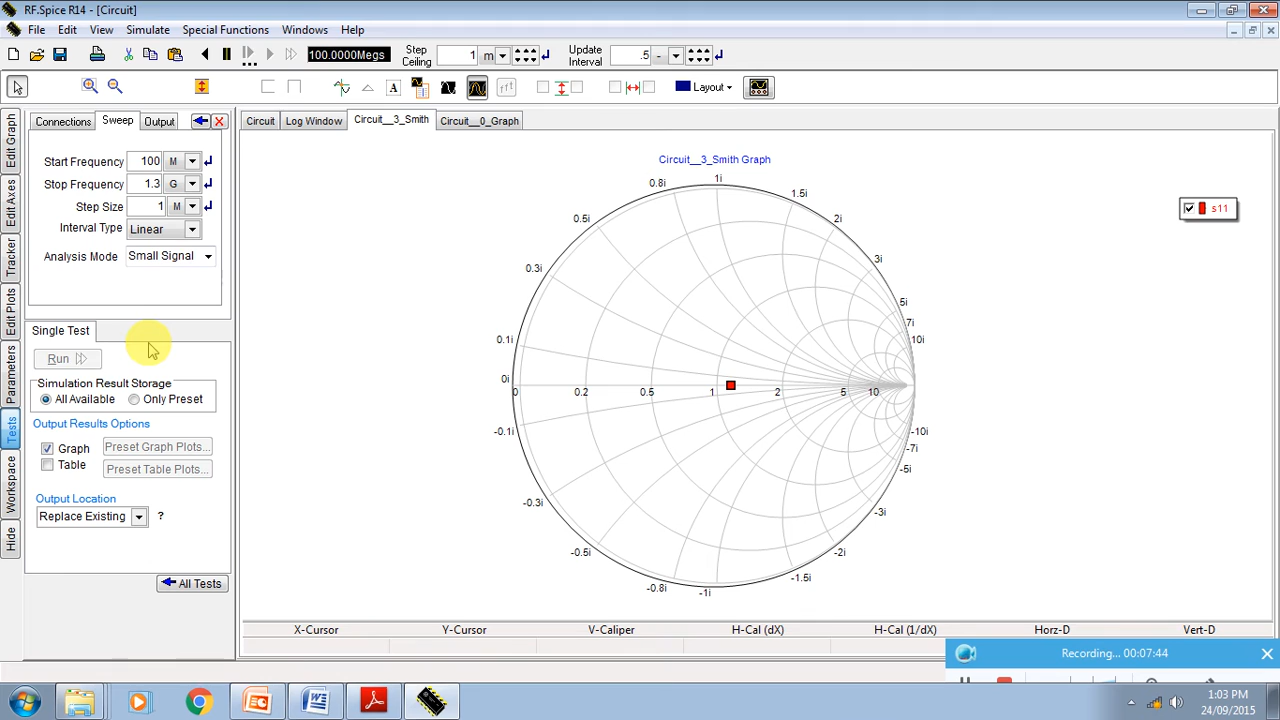 RF.Spice R14 - [Circuit]
File Edit View Simulate Special Functions Windows Help
100.0000Megs Step Ceiling 1 m Update Interval .5 -
A Layout
Connections Sweep Output
Circuit Log Window Circuit__3_Smith Circuit__0_Graph
Edit Graph
Edit Axes
Tracker
Edit Plots
Parameters
Tests
Workspace
Hide
Start Frequency 100 M
Stop Frequency 1.3 G
Step Size 1 M
Interval Type Linear
Analysis Mode Small Signal
Single Test
Run
Simulation Result Storage
All Available Only Preset
Output Results Options
Graph Preset Graph Plots...
Table Preset Table Plots...
Output Location
Replace Existing ?
All Tests
Circuit__3_Smith Graph
s11
1i
0.8i 1.5i
0.5i 2i
0.3i 3i
5i
7i
0.1i 10i
0i
0 0.2 0.5 1 2 5 10
-0.1i -10i
-7i
-5i
-0.3i -3i
-0.5i -2i
-0.8i -1i -1.5i
X-Cursor Y-Cursor V-Caliper H-Cal (dX) H-Cal (1/dX) Horz-D Vert-D
Recording... 00:07:44
1:03 PM
24/09/2015